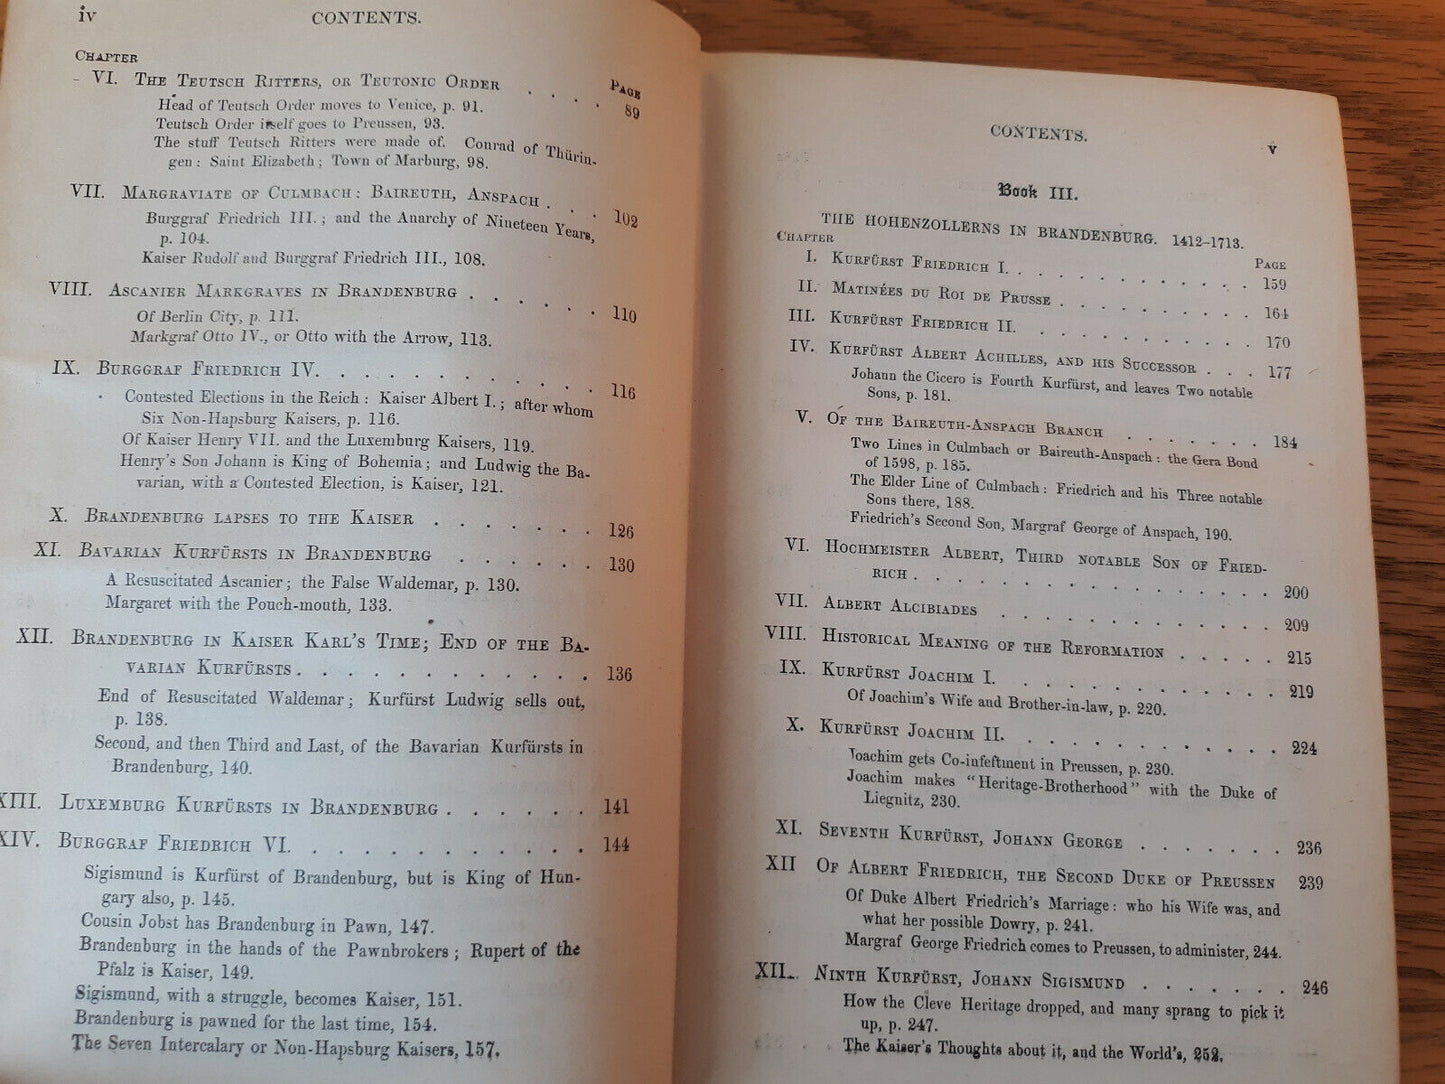 iv CONTENTS.
CHAPTER
PAGE
VI. THE TEUTSCH RITTERS, OR TEUTONIC ORDER . . . . 89
Head of Teutsch Order moves to Venice, p. 91.
Teutsch Order itself goes to Preussen, 93.
The stuff Teutsch Ritters were made of. Conrad of Thürin-
gen: Saint Elizabeth; Town of Marburg, 98.
VII. MARGRAVIATE OF CULMBACH: BAIREUTH, ANSPACH . . . 102
Burggraf Friedrich III.; and the Anarchy of Nineteen Years,
p. 104.
Kaiser Rudolf and Burggraf Friedrich III., 108.
VIII. ASCANIER MARKGRAVES IN BRANDENBURG . . . . . . 110
Of Berlin City, p. 111.
Markgraf Otto IV., or Otto with the Arrow, 113.
IX. BURGGRAF FRIEDRICH IV. . . . . . . . . . . . 116
Contested Elections in the Reich: Kaiser Albert I.; after whom
Six Non-Hapsburg Kaisers, p. 116.
Of Kaiser Henry VII. and the Luxemburg Kaisers, 119.
Henry's Son Johann is King of Bohemia; and Ludwig the Ba-
varian, with a Contested Election, is Kaiser, 121.
X. BRANDENBURG LAPSES TO THE KAISER . . . . . . . 126
XI. BAVARIAN KURFÜRSTS IN BRANDENBURG . . . . . . 130
A Resuscitated Ascanier; the False Waldemar, p. 130.
Margaret with the Pouch-mouth, 133.
XII. BRANDENBURG IN KAISER KARL'S TIME; END OF THE BA-
VARIAN KURFÜRSTS . . . . . . . . . . . . 136
End of Resuscitated Waldemar; Kurfürst Ludwig sells out,
p. 138.
Second, and then Third and Last, of the Bavarian Kurfürsts in
Brandenburg, 140.
XIII. LUXEMBURG KURFÜRSTS IN BRANDENBURG . . . . . . 141
XIV. BURGGRAF FRIEDRICH VI. . . . . . . . . . . . 144
Sigismund is Kurfürst of Brandenburg, but is King of Hun-
gary also, p. 145.
Cousin Jobst has Brandenburg in Pawn, 147.
Brandenburg in the hands of the Pawnbrokers; Rupert of the
Pfalz is Kaiser, 149.
Sigismund, with a struggle, becomes Kaiser, 151.
Brandenburg is pawned for the last time, 154.
The Seven Intercalary or Non-Hapsburg Kaisers, 157.
CONTENTS. v
Book III.
THE HOHENZOLLERNS IN BRANDENBURG. 1412-1713.
CHAPTER
PAGE
I. KURFÜRST FRIEDRICH I. . . . . . . . . . . 159
II. MATINÉES DU ROI DE PRUSSE . . . . . . . . . 164
III. KURFÜRST FRIEDRICH II. . . . . . . . . . . 170
IV. KURFÜRST ALBERT ACHILLES, AND HIS SUCCESSOR . . . 177
Johann the Cicero is Fourth Kurfürst, and leaves Two notable
Sons, p. 181.
V. OF THE BAIREUTH-ANSPACH BRANCH . . . . . . . 184
Two Lines in Culmbach or Baireuth-Anspach: the Gera Bond
of 1598, p. 185.
The Elder Line of Culmbach: Friedrich and his Three notable
Sons there, 188.
Friedrich's Second Son, Margraf George of Anspach, 190.
VI. HOCHMEISTER ALBERT, THIRD NOTABLE SON OF FRIED-
RICH . . . . . . . . . . . . . . . 200
VII. ALBERT ALCIBIADES . . . . . . . . . . . . 209
VIII. HISTORICAL MEANING OF THE REFORMATION . . . . . 215
IX. KURFÜRST JOACHIM I. . . . . . . . . . . . 219
Of Joachim's Wife and Brother-in-law, p. 220.
X. KURFÜRST JOACHIM II. . . . . . . . . . . . 224
Joachim gets Co-infeftment in Preussen, p. 230.
Joachim makes "Heritage-Brotherhood" with the Duke of
Liegnitz, 230.
XI. SEVENTH KURFÜRST, JOHANN GEORGE . . . . . . . 236
XII OF ALBERT FRIEDRICH, THE SECOND DUKE OF PREUSSEN 239
Of Duke Albert Friedrich's Marriage: who his Wife was, and
what her possible Dowry, p. 241.
Margraf George Friedrich comes to Preussen, to administer, 244.
XII. NINTH KURFÜRST, JOHANN SIGISMUND . . . . . . . 246
How the Cleve Heritage dropped, and many sprang to pick it
up, p. 247.
The Kaiser's Thoughts about it, and the World's, 252.